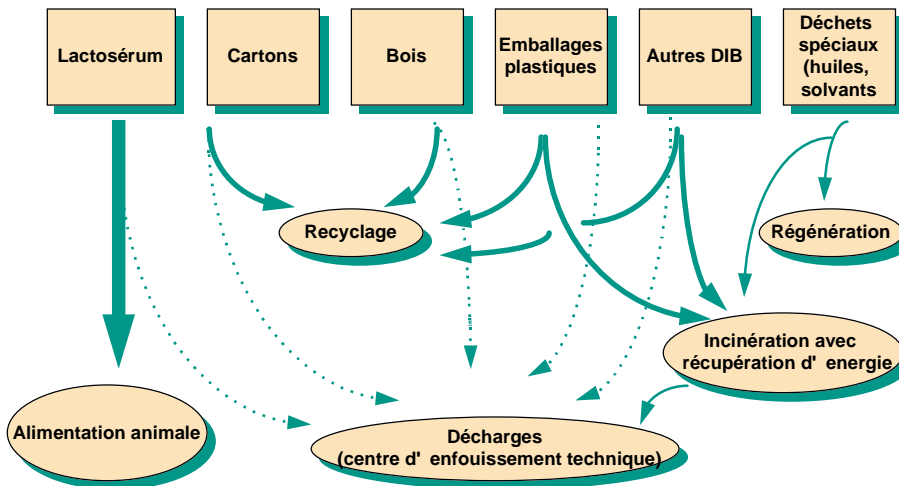 Lactosérum
Cartons
Bois
Emballages
plastiques
Autres DIB
Déchets
spéciaux
(huiles,
solvants
Recyclage
Régénération
Incinération avec
récupération d' energie
Alimentation animale
Décharges
(centre d' enfouissement technique)